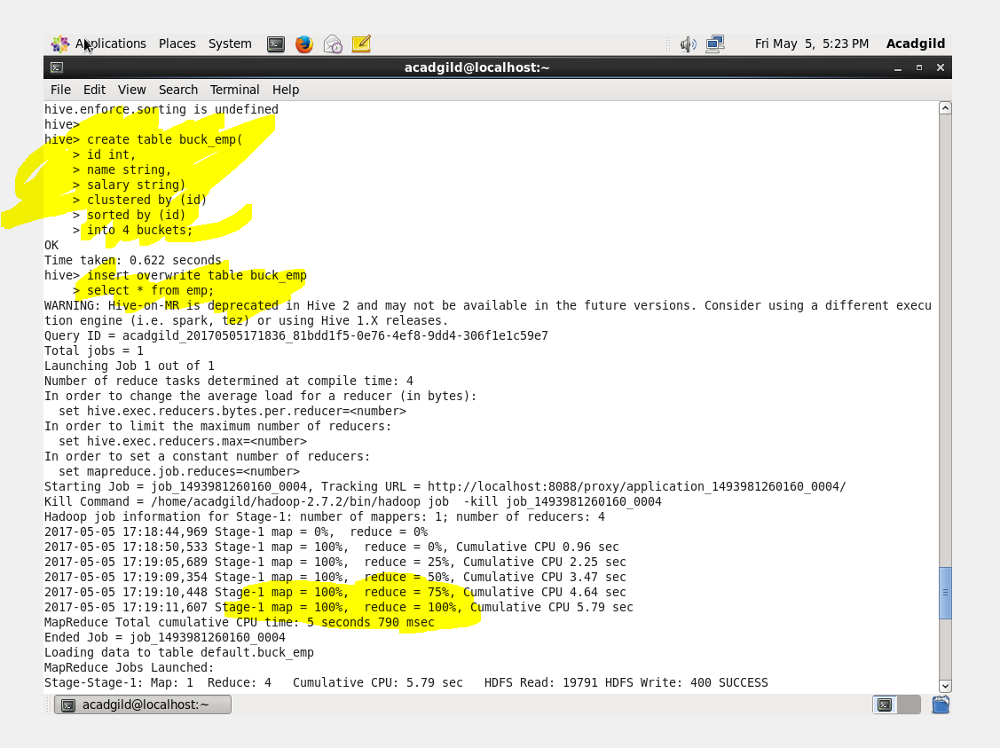 Applications Places System Fri May 5, 5:23 PM Acadgild
acadgild@localhost:~
File Edit View Search Terminal Help
hive.enforce.sorting is undefined
hive>
hive> create table buck_emp(
    > id int,
    > name string,
    > salary string)
    > clustered by (id)
    > sorted by (id)
    > into 4 buckets;
OK
Time taken: 0.622 seconds
hive> insert overwrite table buck_emp
    > select * from emp;
WARNING: Hive-on-MR is deprecated in Hive 2 and may not be available in the future versions. Consider using a different execu
tion engine (i.e. spark, tez) or using Hive 1.X releases.
Query ID = acadgild_20170505171836_81bdd1f5-0e76-4ef8-9dd4-306f1e1c59e7
Total jobs = 1
Launching Job 1 out of 1
Number of reduce tasks determined at compile time: 4
In order to change the average load for a reducer (in bytes):
  set hive.exec.reducers.bytes.per.reducer=<number>
In order to limit the maximum number of reducers:
  set hive.exec.reducers.max=<number>
In order to set a constant number of reducers:
  set mapreduce.job.reduces=<number>
Starting Job = job_1493981260160_0004, Tracking URL = http://localhost:8088/proxy/application_1493981260160_0004/
Kill Command = /home/acadgild/hadoop-2.7.2/bin/hadoop job  -kill job_1493981260160_0004
Hadoop job information for Stage-1: number of mappers: 1; number of reducers: 4
2017-05-05 17:18:44,969 Stage-1 map = 0%,  reduce = 0%
2017-05-05 17:18:50,533 Stage-1 map = 100%,  reduce = 0%, Cumulative CPU 0.96 sec
2017-05-05 17:19:05,689 Stage-1 map = 100%,  reduce = 25%, Cumulative CPU 2.25 sec
2017-05-05 17:19:09,354 Stage-1 map = 100%,  reduce = 50%, Cumulative CPU 3.47 sec
2017-05-05 17:19:10,448 Stage-1 map = 100%,  reduce = 75%, Cumulative CPU 4.64 sec
2017-05-05 17:19:11,607 Stage-1 map = 100%,  reduce = 100%, Cumulative CPU 5.79 sec
MapReduce Total cumulative CPU time: 5 seconds 790 msec
Ended Job = job_1493981260160_0004
Loading data to table default.buck_emp
MapReduce Jobs Launched:
Stage-Stage-1: Map: 1  Reduce: 4   Cumulative CPU: 5.79 sec   HDFS Read: 19791 HDFS Write: 400 SUCCESS
acadgild@localhost:~